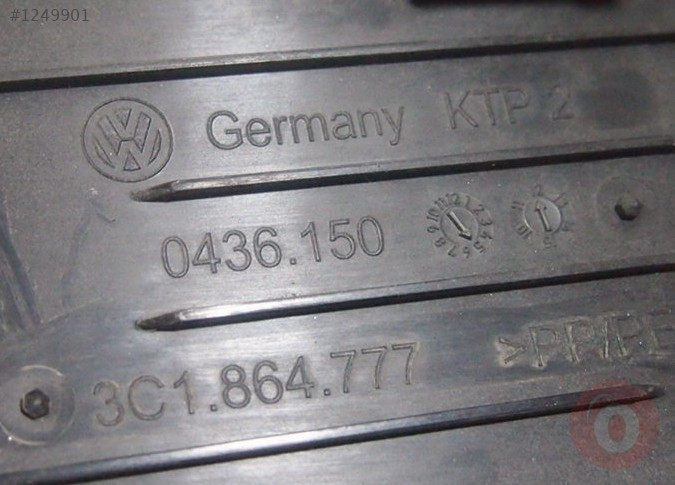 #1249901
Germany KTP 2
0436.150
3C1.864.777
>PP/PE